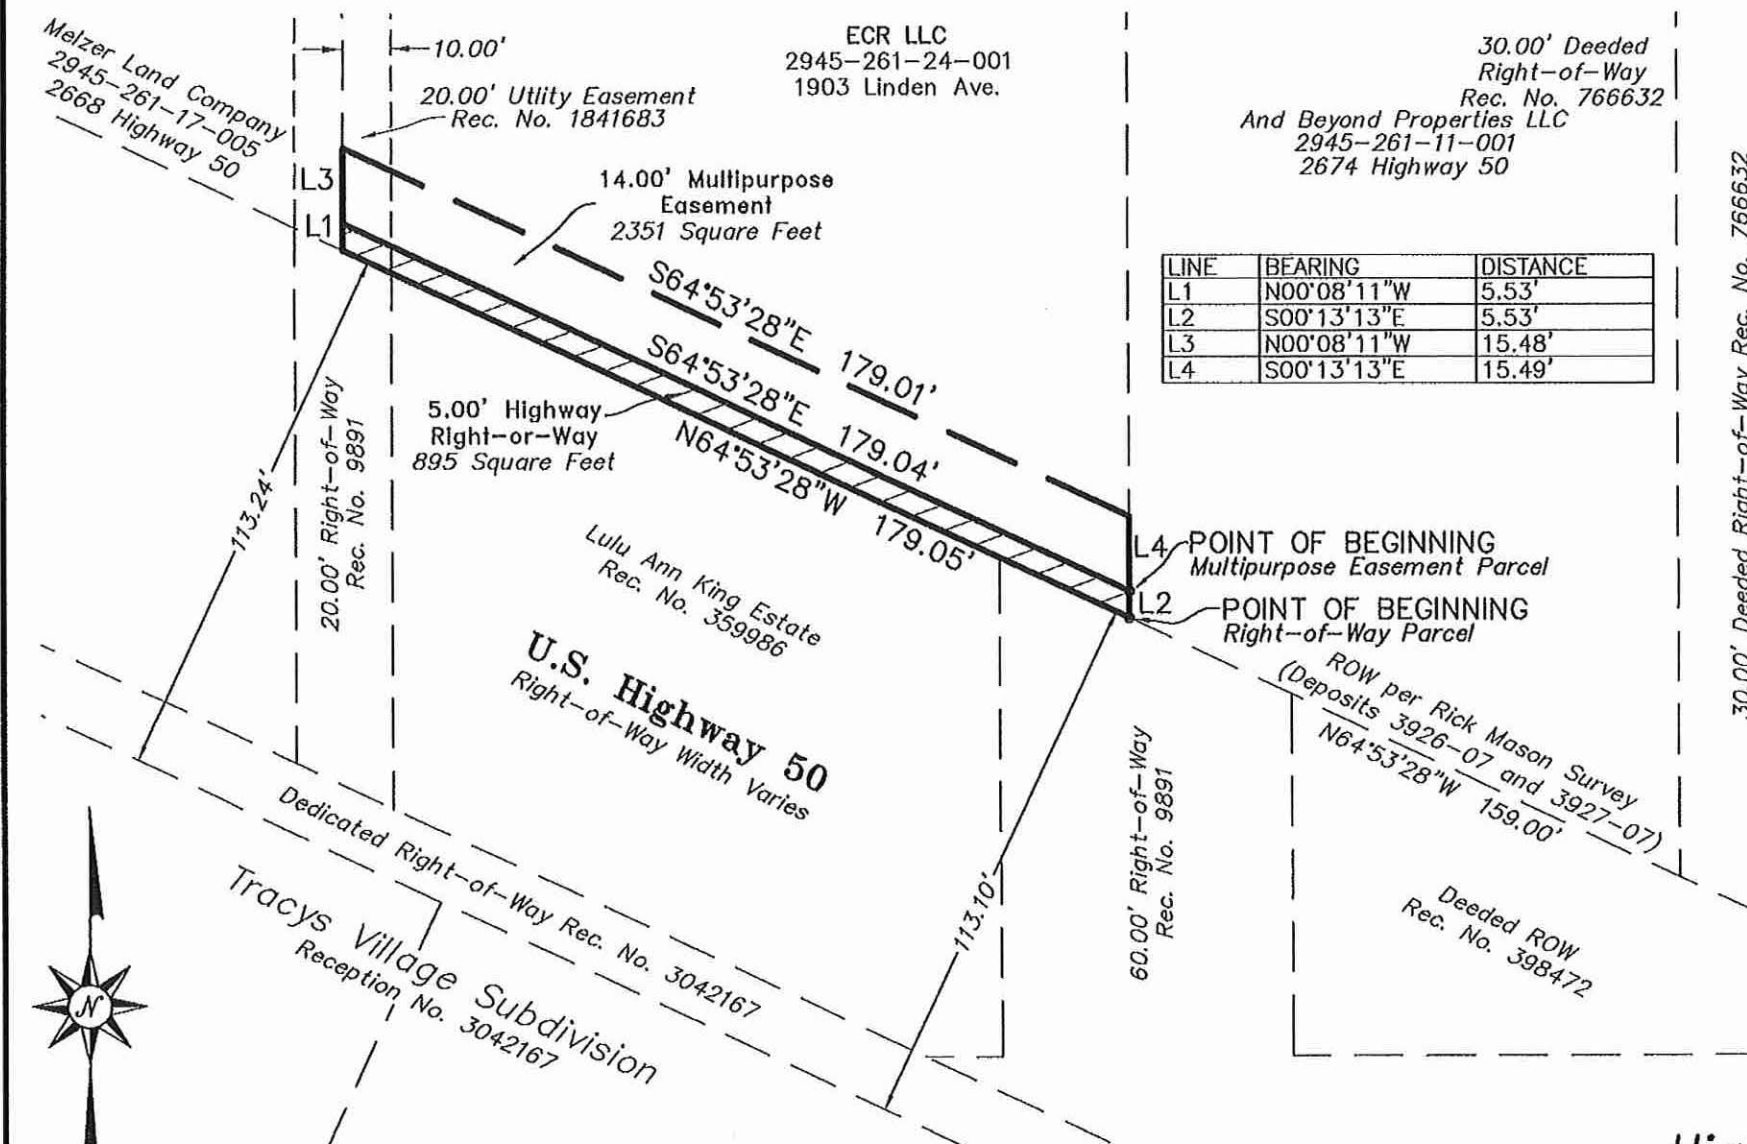 Melzer Land Company
2945-261-17-005
2668 Highway 50
10.00'
20.00' Utlity Easement
Rec. No. 1841683
ECR LLC
2945-261-24-001
1903 Linden Ave.
30.00' Deeded
Right-of-Way
Rec. No. 766632
And Beyond Properties LLC
2945-261-11-001
2674 Highway 50
30.00' Deeded Right-of-Way Rec. No. 766632
L3
L1
14.00' Multipurpose
Easement
2351 Square Feet
LINE BEARING DISTANCE
L1 N00°08'11"W 5.53'
L2 S00°13'13"E 5.53'
L3 N00°08'11"W 15.48'
L4 S00°13'13"E 15.49'
S64°53'28"E 179.01'
S64°53'28"E 179.04'
N64°53'28"W 179.05'
5.00' Highway
Right-or-Way
895 Square Feet
113.24'
20.00' Right-of-Way
Rec. No. 9891
Lulu Ann King Estate
Rec. No. 359986
U.S. Highway 50
Right-of-Way Width Varies
L4
POINT OF BEGINNING
Multipurpose Easement Parcel
L2
POINT OF BEGINNING
Right-of-Way Parcel
ROW per Rick Mason Survey
(Deposits 3926-07 and 3927-07)
N64°53'28"W 159.00'
60.00' Right-of-Way
Rec. No. 9891
113.10'
Deeded ROW
Rec. No. 398472
Dedicated Right-of-Way Rec. No. 3042167
Tracys Village Subdivision
Reception No. 3042167
N